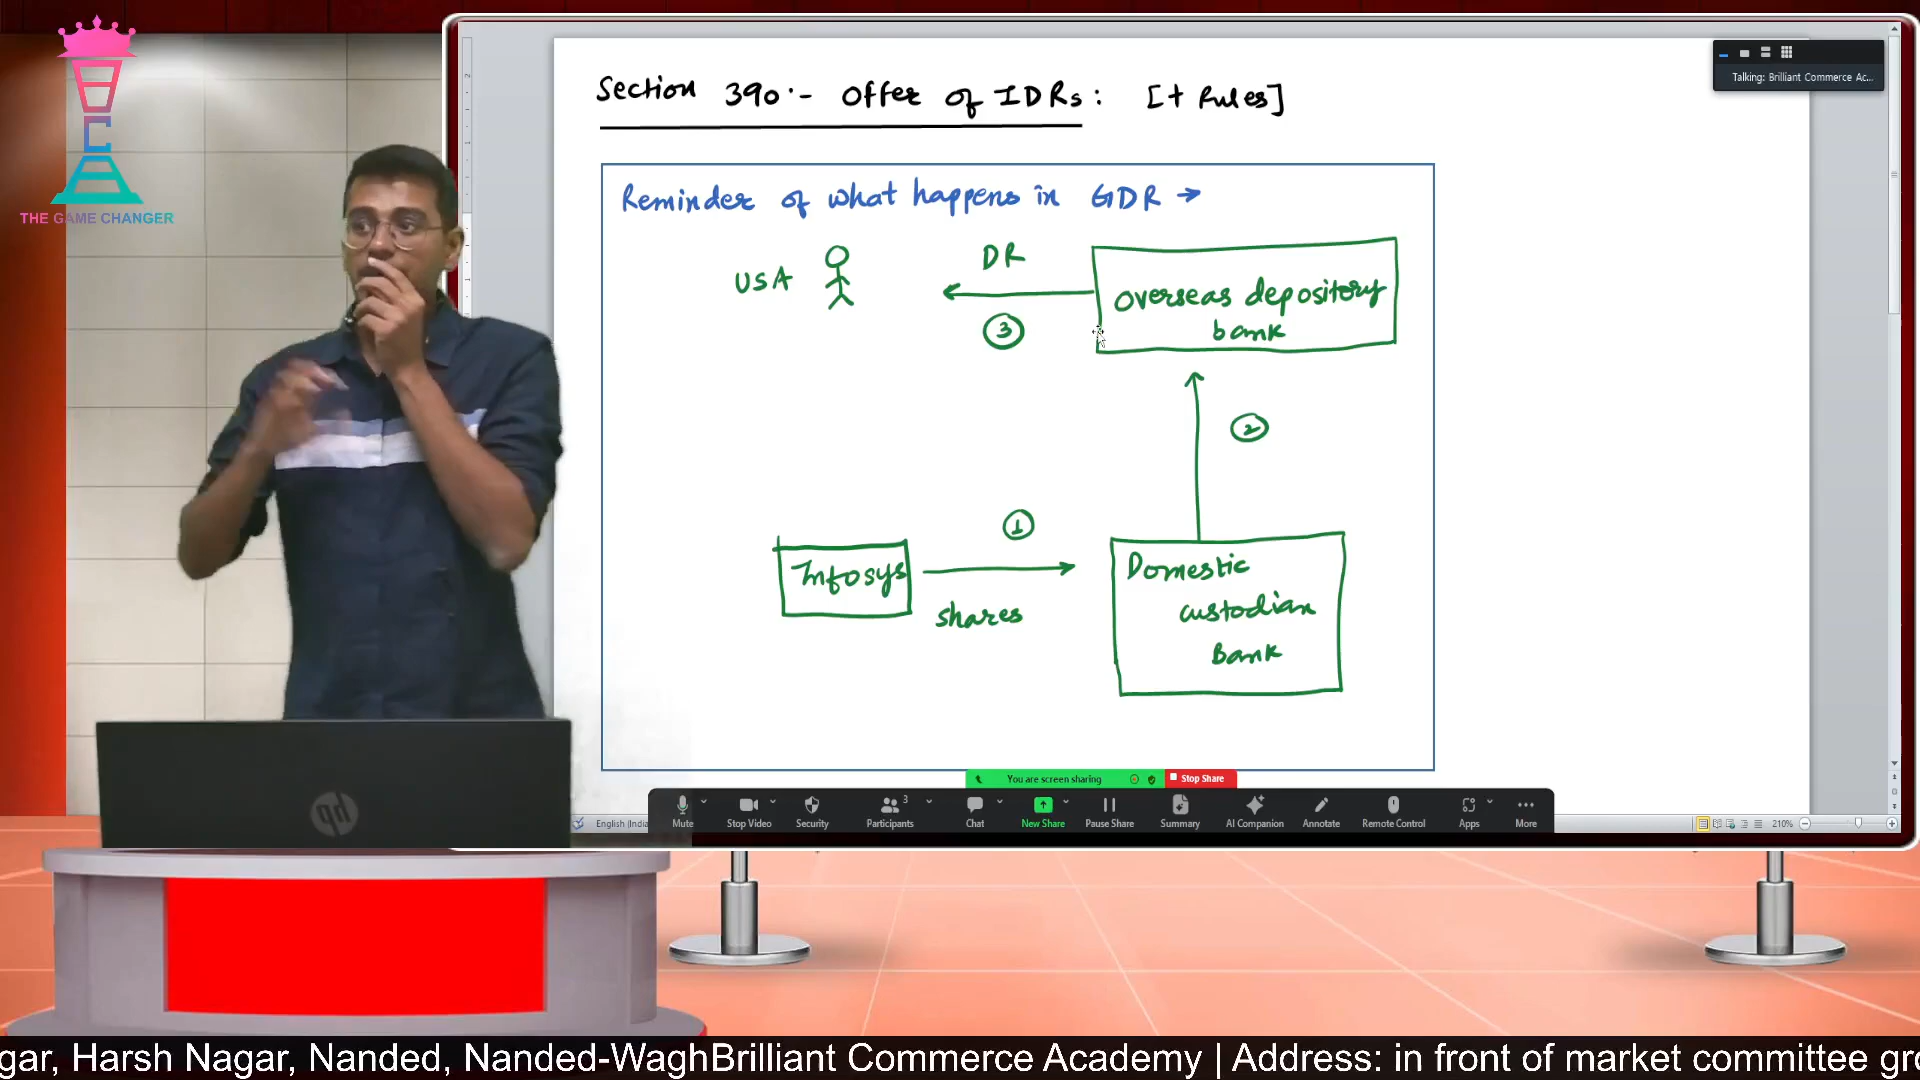 Section 390:- Offer of IDRs : [+ Rules]
Reminder of what happens in GDR →
USA
DR
3
Overseas depository
bank
2
1
Infosys
shares
Domestic
custodian
Bank
THE GAME CHANGER
Talking: Brilliant Commerce Ac...
You are screen sharing
Stop Share
Mute
Stop Video
Security
3
Participants
Chat
New Share
Pause Share
Summary
AI Companion
Annotate
Remote Control
Apps
More
English (India
210%
hp
gar, Harsh Nagar, Nanded, Nanded-WaghBrilliant Commerce Academy | Address: in front of market committee gro